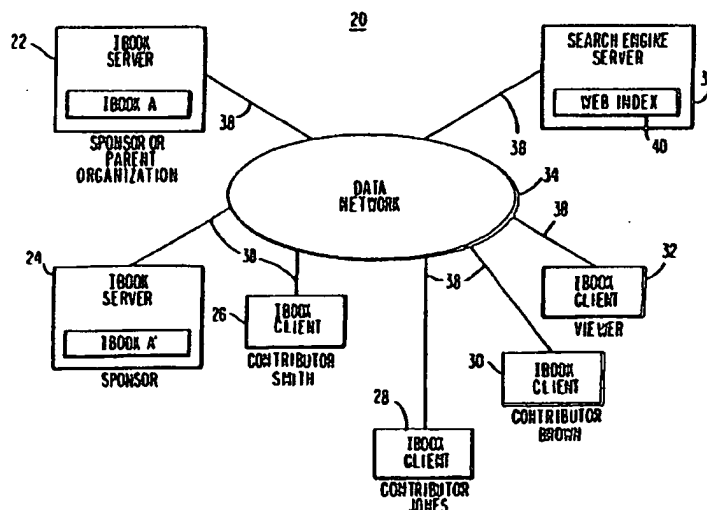 20
22
IBOOK
SERVER
IBOOK A
SPONSOR OR
PARENT
ORGANIZATION
38
SEARCH ENGINE
SERVER
WEB INDEX
3
40
38
DATA
NETWORK
34
38
24
IBOOK
SERVER
IBOOK A'
SPONSOR
38
26
IBOOK
CLIENT
CONTRIBUTOR
SMITH
38
32
IBOOK
CLIENT
VIEWER
30
IBOOK
CLIENT
CONTRIBUTOR
BROWN
28
IBOOK
CLIENT
CONTRIBUTOR
JONES